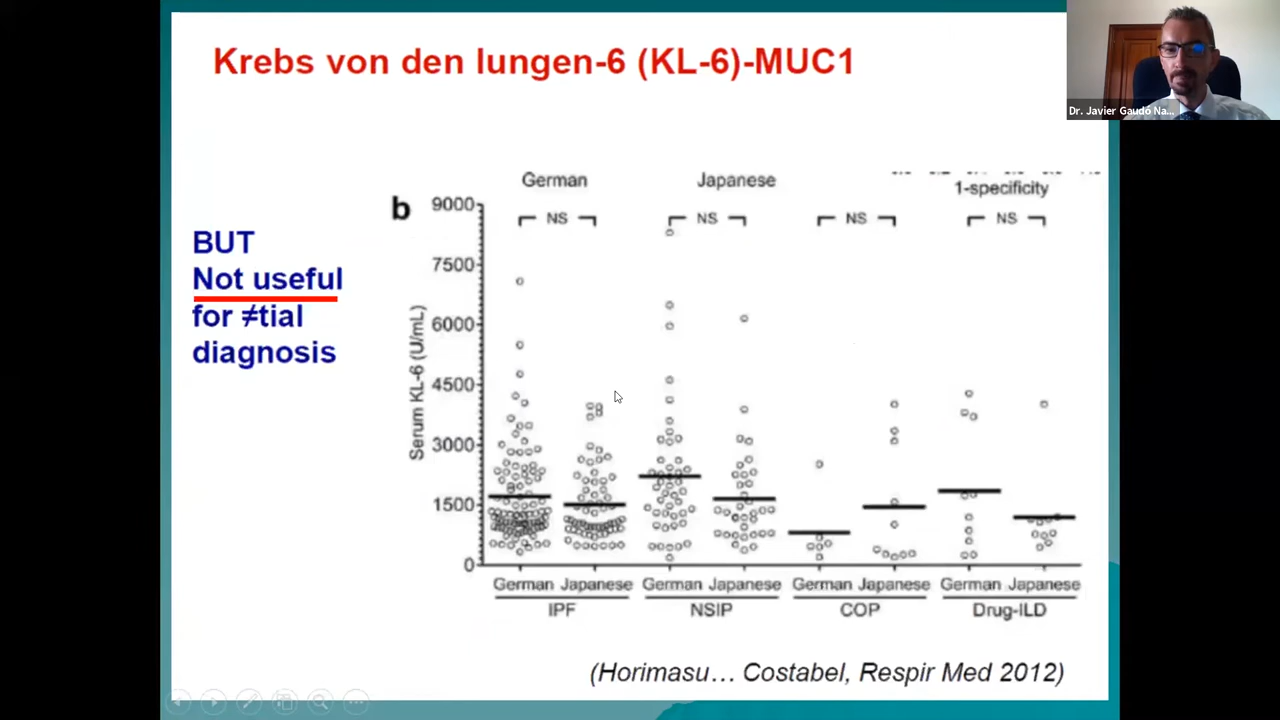 Krebs von den lungen-6 (KL-6)-MUC1
Dr. Javier Gaudó Na...
BUT
Not useful
for ≠tial
diagnosis
German Japanese
1-specificity
b
NS NS NS NS
Serum KL-6 (U/mL)
9000
7500
6000
4500
3000
1500
0
German Japanese German Japanese German Japanese German Japanese
IPF NSIP COP Drug-ILD
(Horimasu... Costabel, Respir Med 2012)